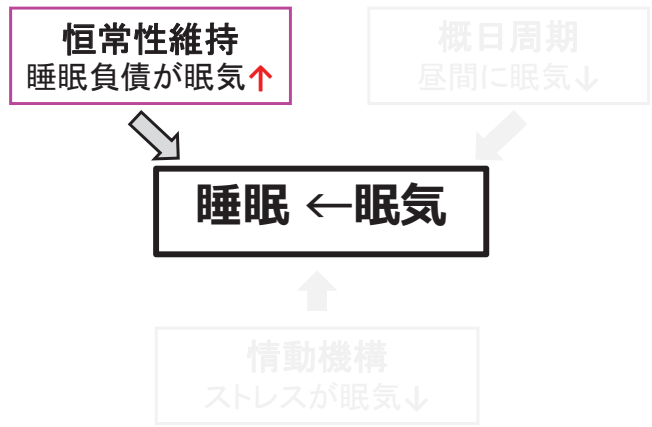 恒常性維持
睡眠負債が眠気↑
概日周期
昼間に眠気↓
睡眠 ←眠気
情動機構
ストレスが眠気↓